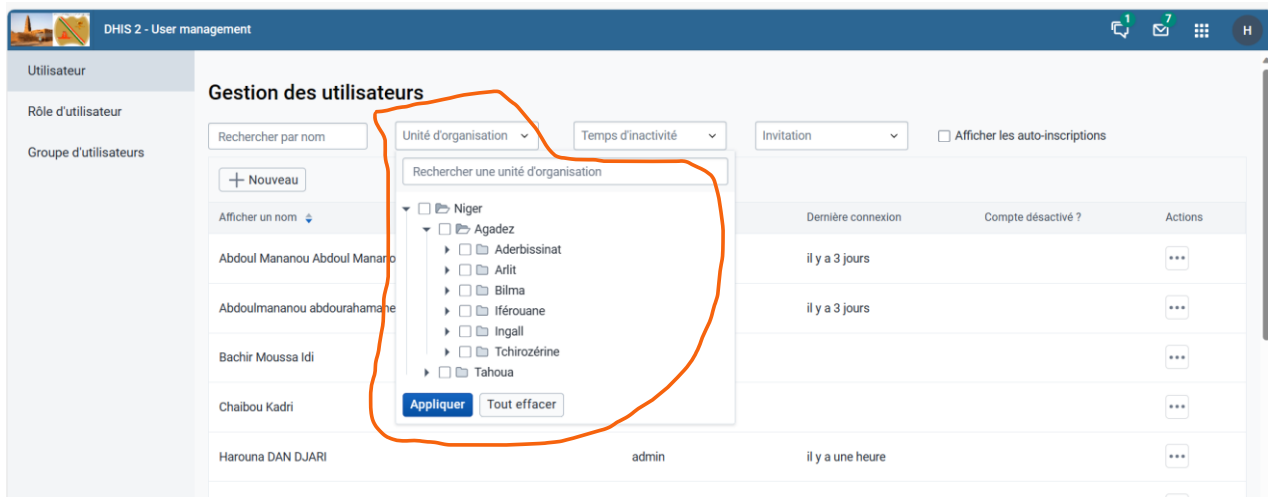 DHIS 2 - User management
1
7
H
Utilisateur
Rôle d'utilisateur
Groupe d'utilisateurs
Gestion des utilisateurs
Rechercher par nom
Unité d'organisation
Temps d'inactivité
Invitation
Afficher les auto-inscriptions
Rechercher une unité d'organisation
Niger
Agadez
Aderbissinat
Arlit
Bilma
Iférouane
Ingall
Tchirozérine
Tahoua
Appliquer
Tout effacer
Nouveau
Afficher un nom
Dernière connexion
Compte désactivé ?
Actions
Abdoul Mananou Abdoul Manano
il y a 3 jours
Abdoulmananou abdourahamane
il y a 3 jours
Bachir Moussa Idi
Chaibou Kadri
Harouna DAN DJARI
admin
il y a une heure